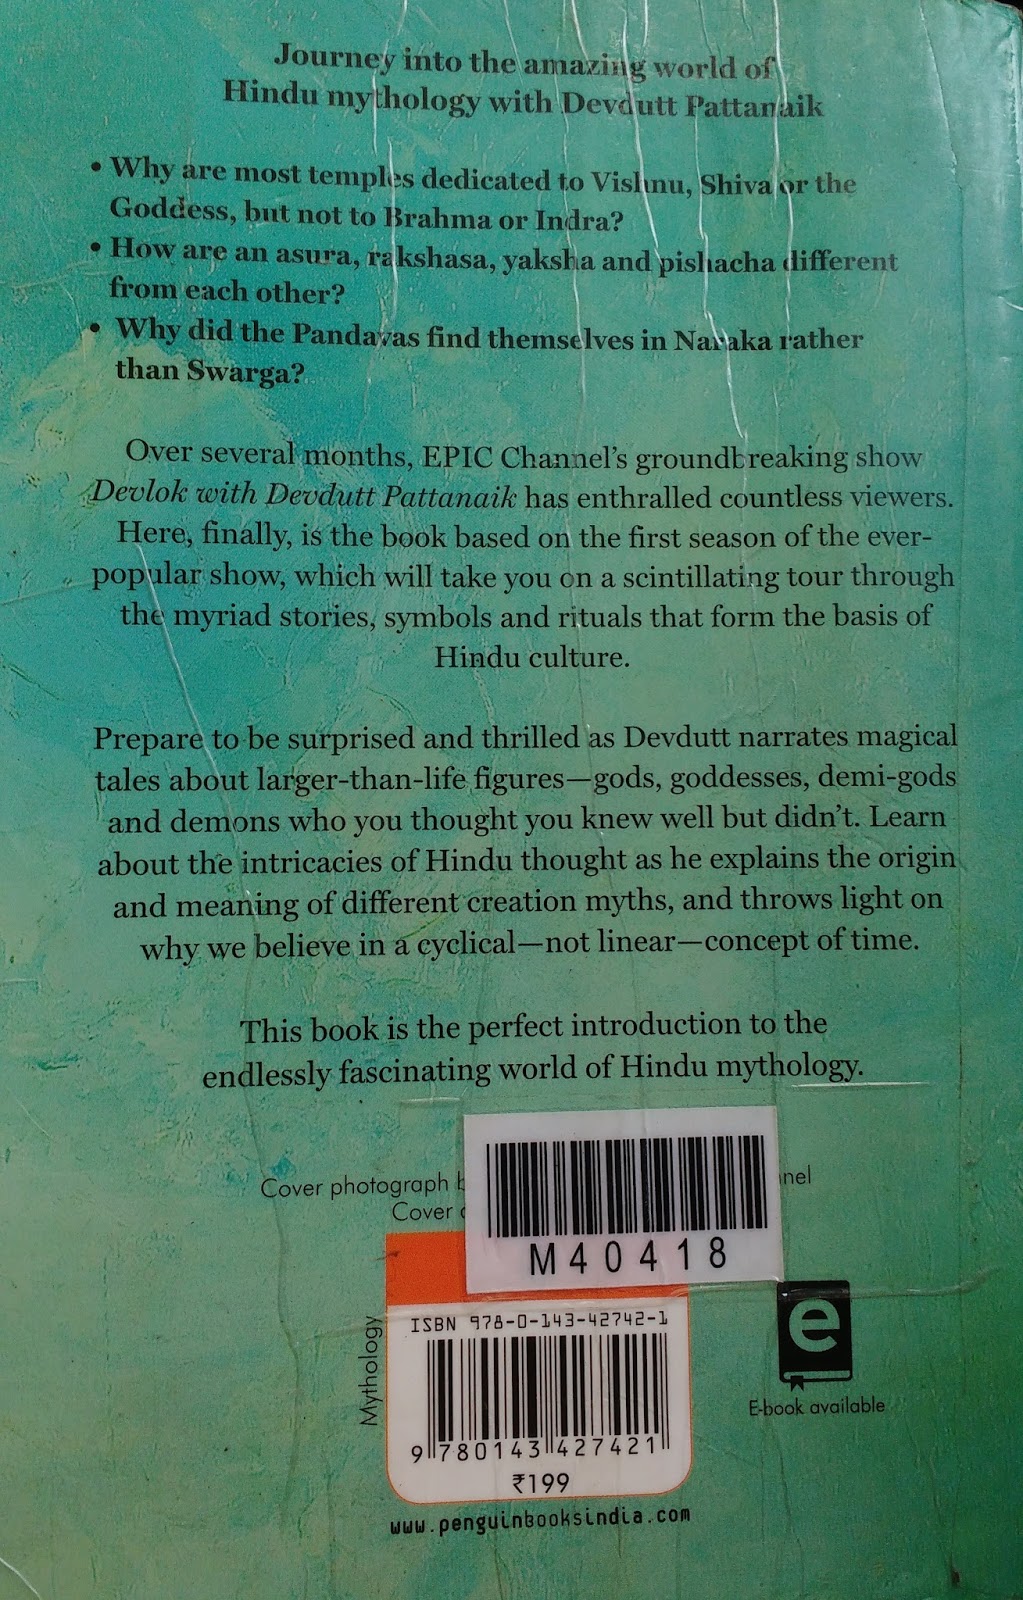 Journey into the amazing world of
Hindu mythology with Devdutt Pattanaik
• Why are most temples dedicated to Vishnu, Shiva or the
Goddess, but not to Brahma or Indra?
• How are an asura, rakshasa, yaksha and pishacha different
from each other?
• Why did the Pandavas find themselves in Naraka rather
than Swarga?
Over several months, EPIC Channel's groundbreaking show
Devlok with Devdutt Pattanaik has enthralled countless viewers.
Here, finally, is the book based on the first season of the ever-
popular show, which will take you on a scintillating tour through
the myriad stories, symbols and rituals that form the basis of
Hindu culture.
Prepare to be surprised and thrilled as Devdutt narrates magical
tales about larger-than-life figures—gods, goddesses, demi-gods
and demons who you thought you knew well but didn't. Learn
about the intricacies of Hindu thought as he explains the origin
and meaning of different creation myths, and throws light on
why we believe in a cyclical—not linear—concept of time.
This book is the perfect introduction to the
endlessly fascinating world of Hindu mythology.
Cover photograph
Cover
M40418
Mythology
ISBN 978-0-143-42742-1
9 780143 427421
₹199
www.penguinbooksindia.com
e
E-book available